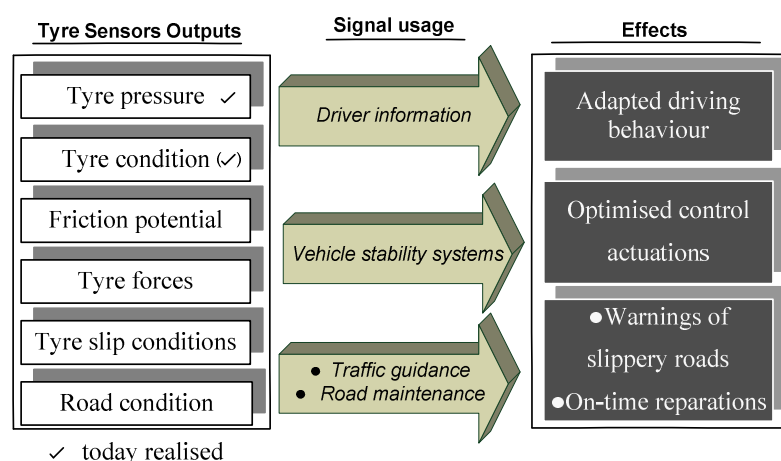 Tyre Sensors Outputs
Tyre pressure ✓
Tyre condition (✓)
Friction potential
Tyre forces
Tyre slip conditions
Road condition
✓ today realised
Signal usage
Driver information
Vehicle stability systems
● Traffic guidance
● Road maintenance
Effects
Adapted driving
behaviour
Optimised control
actuations
●Warnings of
slippery roads
●On-time reparations